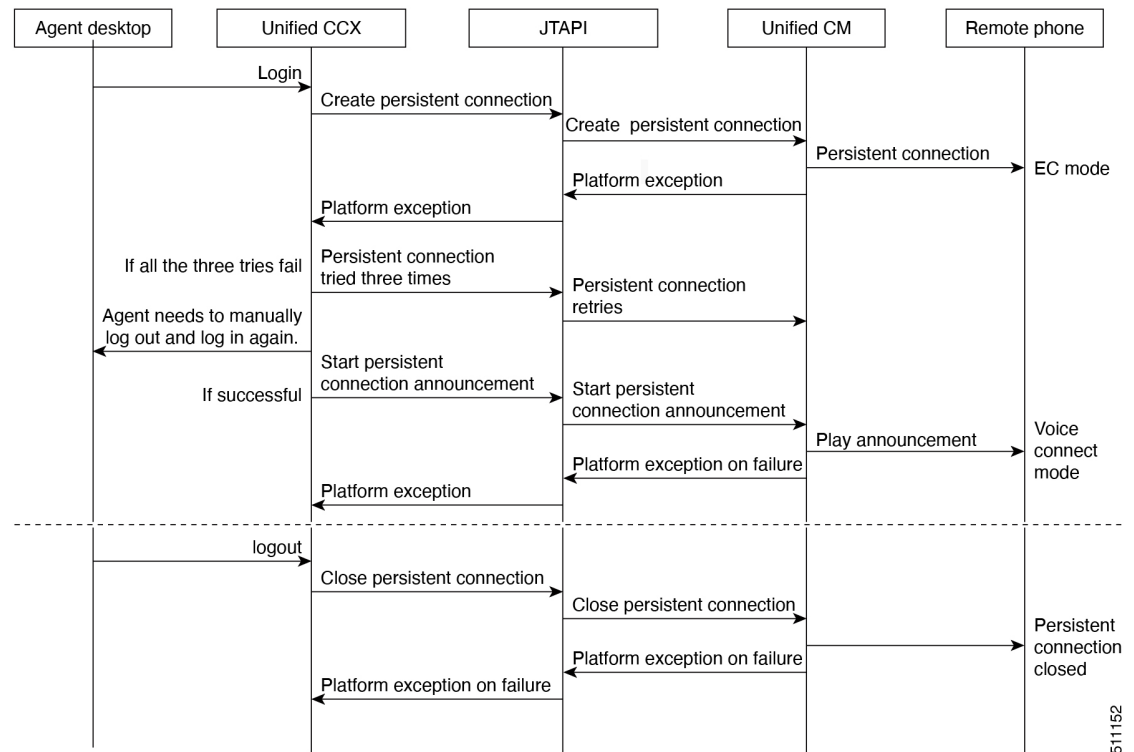 Agent desktop
Unified CCX
JTAPI
Unified CM
Remote phone
Login
Create persistent connection
Create persistent connection
Persistent connection
EC mode
Platform exception
Platform exception
If all the three tries fail
Persistent connection
tried three times
Persistent connection
retries
Agent needs to manually
log out and log in again.
Start persistent
connection announcement
If successful
Start persistent
connection announcement
Play announcement
Voice
connect
mode
Platform exception on failure
Platform exception
logout
Close persistent connection
Close persistent connection
Persistent
connection
closed
Platform exception on failure
Platform exception on failure
511152